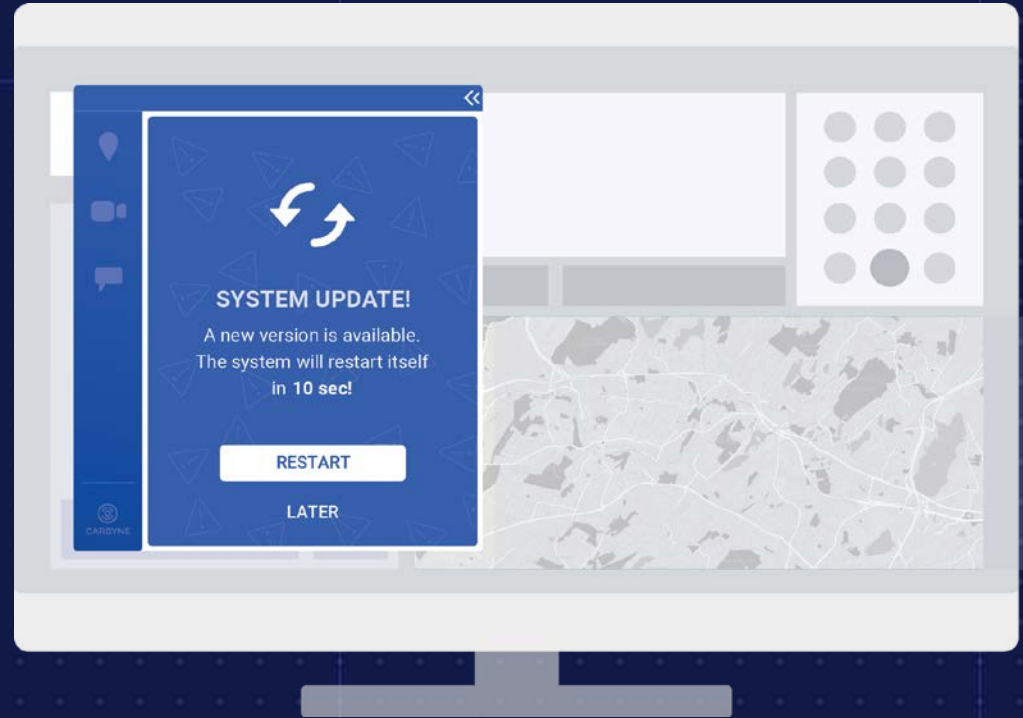 SYSTEM UPDATE!
A new version is available.
The system will restart itself
in 10 sec!
RESTART
LATER
CARBYNE